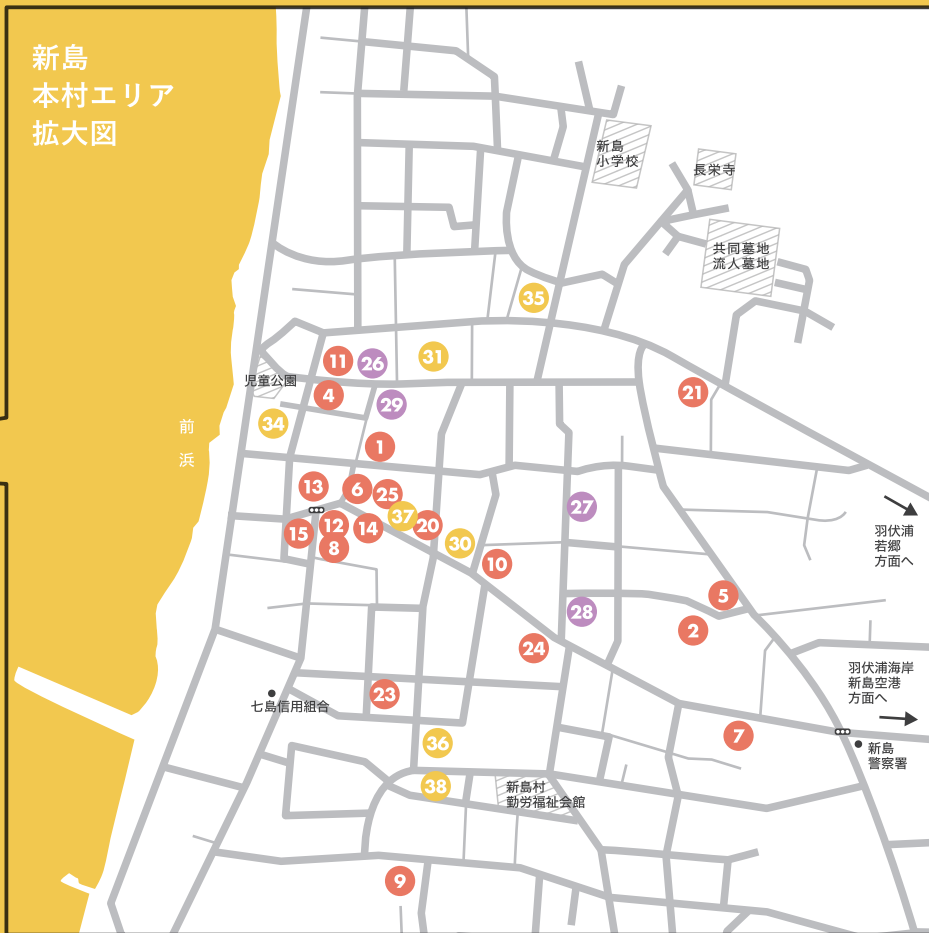 新島
本村エリア
拡大図
新島
小学校
長栄寺
共同墓地
流人墓地
35
31
11
26
児童公園
4
29
21
34
前
浜
1
13
6
25
27
37
20
15
12
14
8
30
10
羽伏浦
若郷
方面へ
5
28
2
24
羽伏浦海岸
新島空港
方面へ
23
七島信用組合
36
7
新島
警察署
38
新島村
勤労福祉会館
9